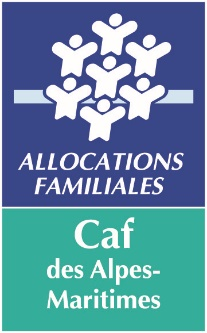 ALLOCATIONS
FAMILIALES
Caf
des Alpes-
Maritimes